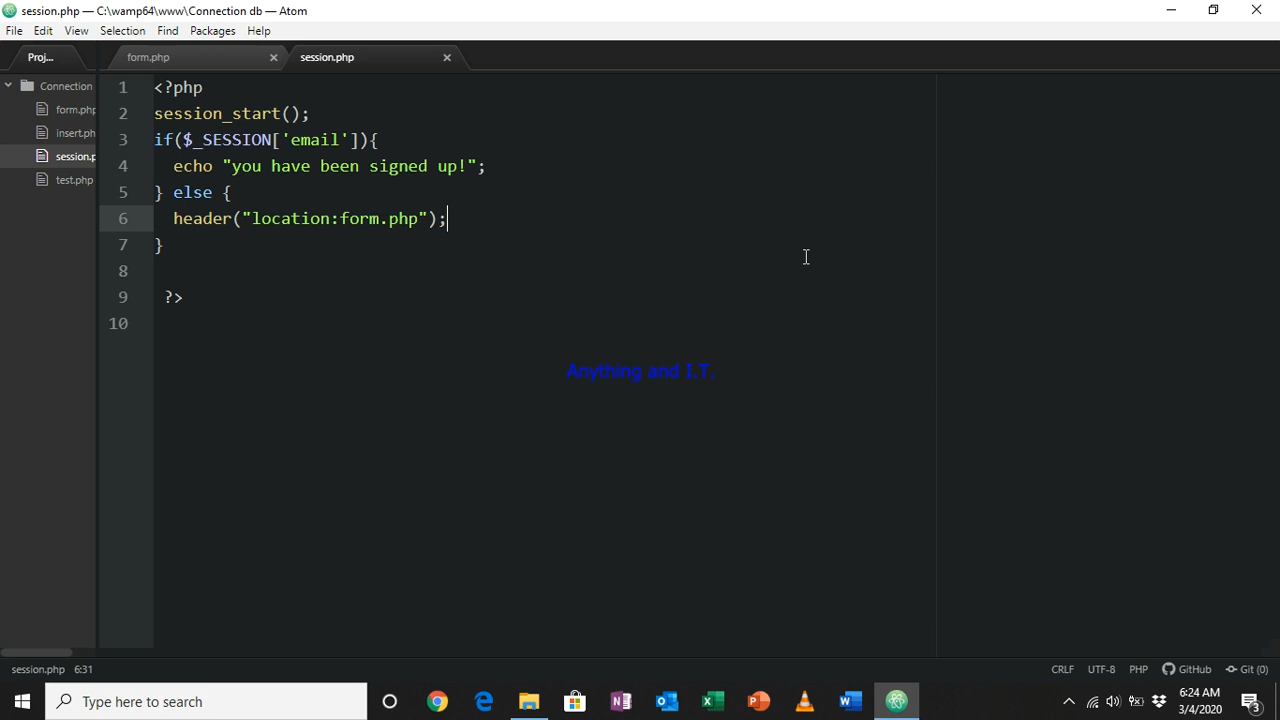 session.php — C:\wamp64\www\Connection db — Atom
File Edit View Selection Find Packages Help
Proj... form.php session.php
Connection
form.php
insert.ph
session.p
test.php
1 <?php
2 session_start();
3 if($_SESSION['email']){
4 echo "you have been signed up!";
5 } else {
6 header("location:form.php");
7 }
8
9 ?>
10
Anything and I.T.
session.php 6:31 CRLF UTF-8 PHP GitHub Git (0)
Type here to search
6:24 AM
3/4/2020
3